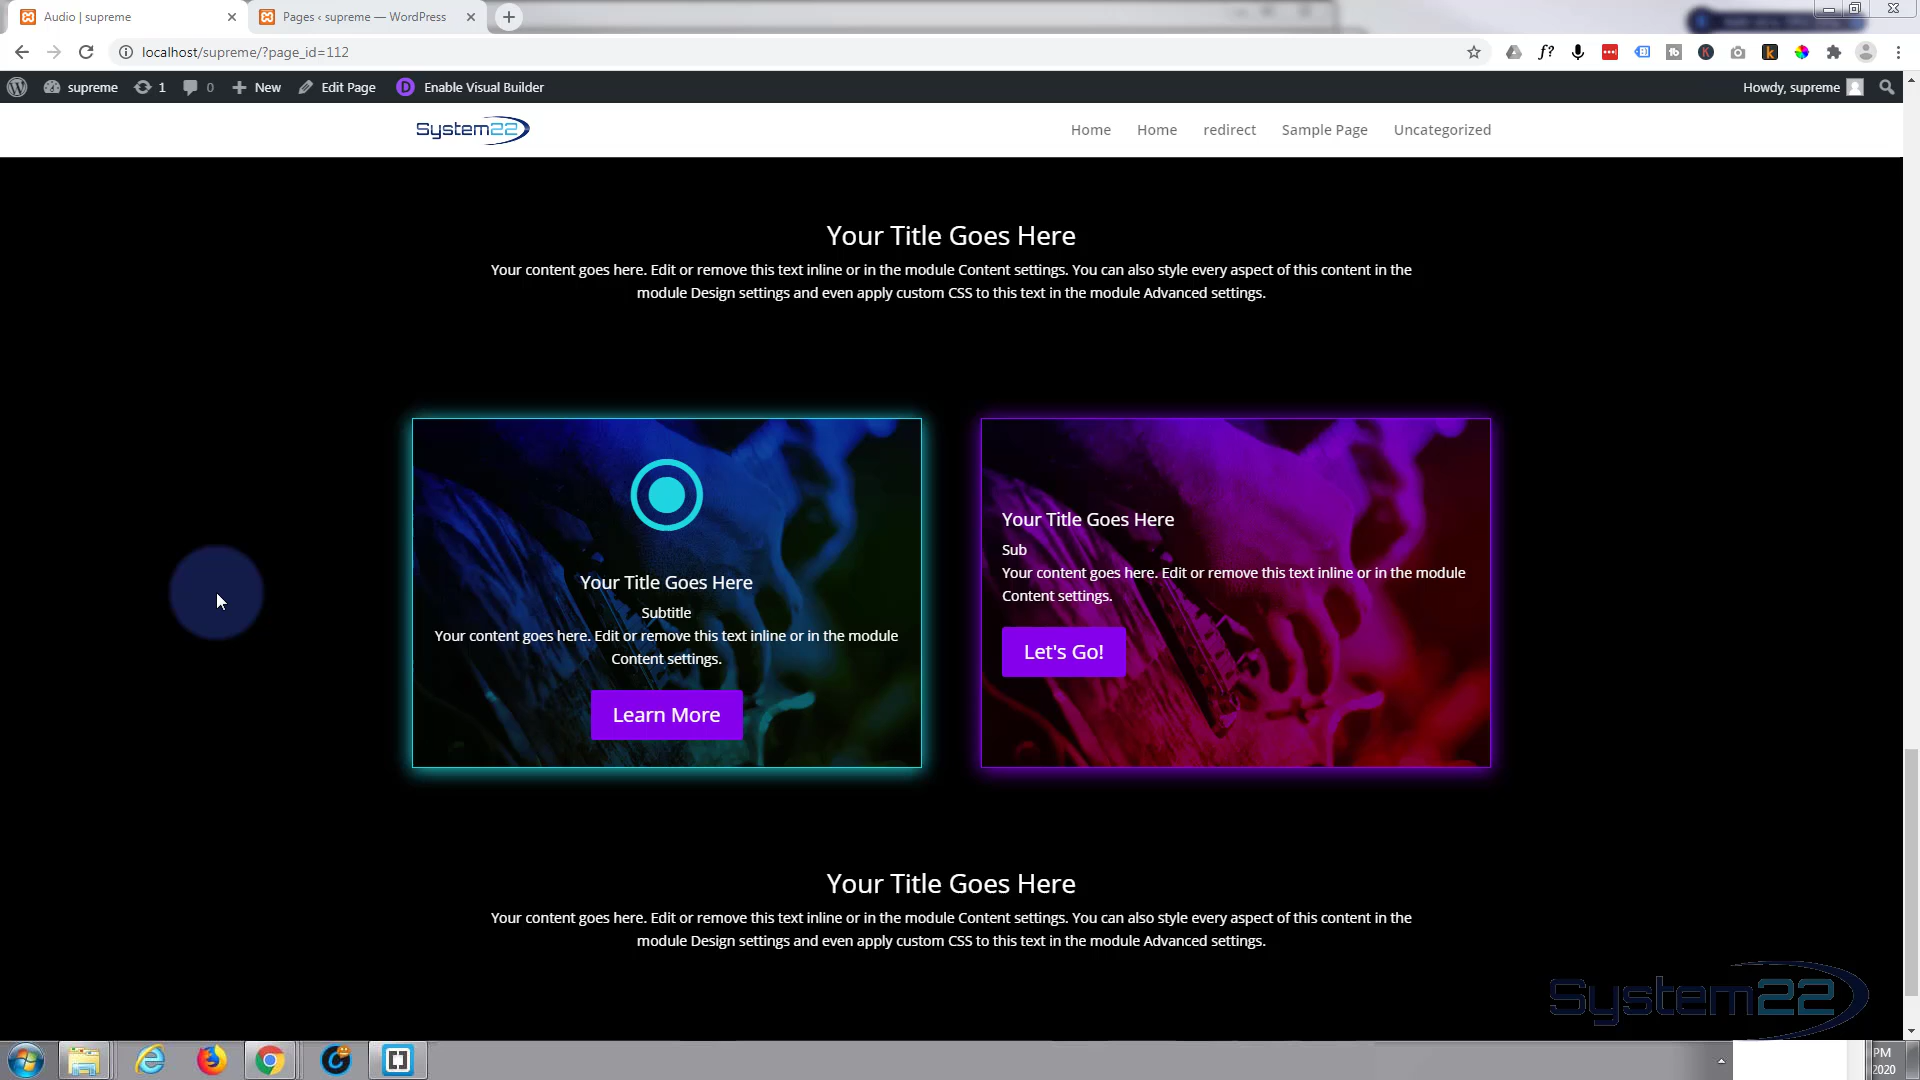 Audio | supreme
Pages ‹ supreme — WordPress
localhost/supreme/?page_id=112
supreme 1 0 New Edit Page D Enable Visual Builder Howdy, supreme
System22
Home Home redirect Sample Page Uncategorized
Your Title Goes Here
Your content goes here. Edit or remove this text inline or in the module Content settings. You can also style every aspect of this content in the
module Design settings and even apply custom CSS to this text in the module Advanced settings.
Your Title Goes Here
Subtitle
Your content goes here. Edit or remove this text inline or in the module
Content settings.
Learn More
Your Title Goes Here
Sub
Your content goes here. Edit or remove this text inline or in the module
Content settings.
Let's Go!
Your Title Goes Here
Your content goes here. Edit or remove this text inline or in the module Content settings. You can also style every aspect of this content in the
module Design settings and even apply custom CSS to this text in the module Advanced settings.
System22
PM
2020